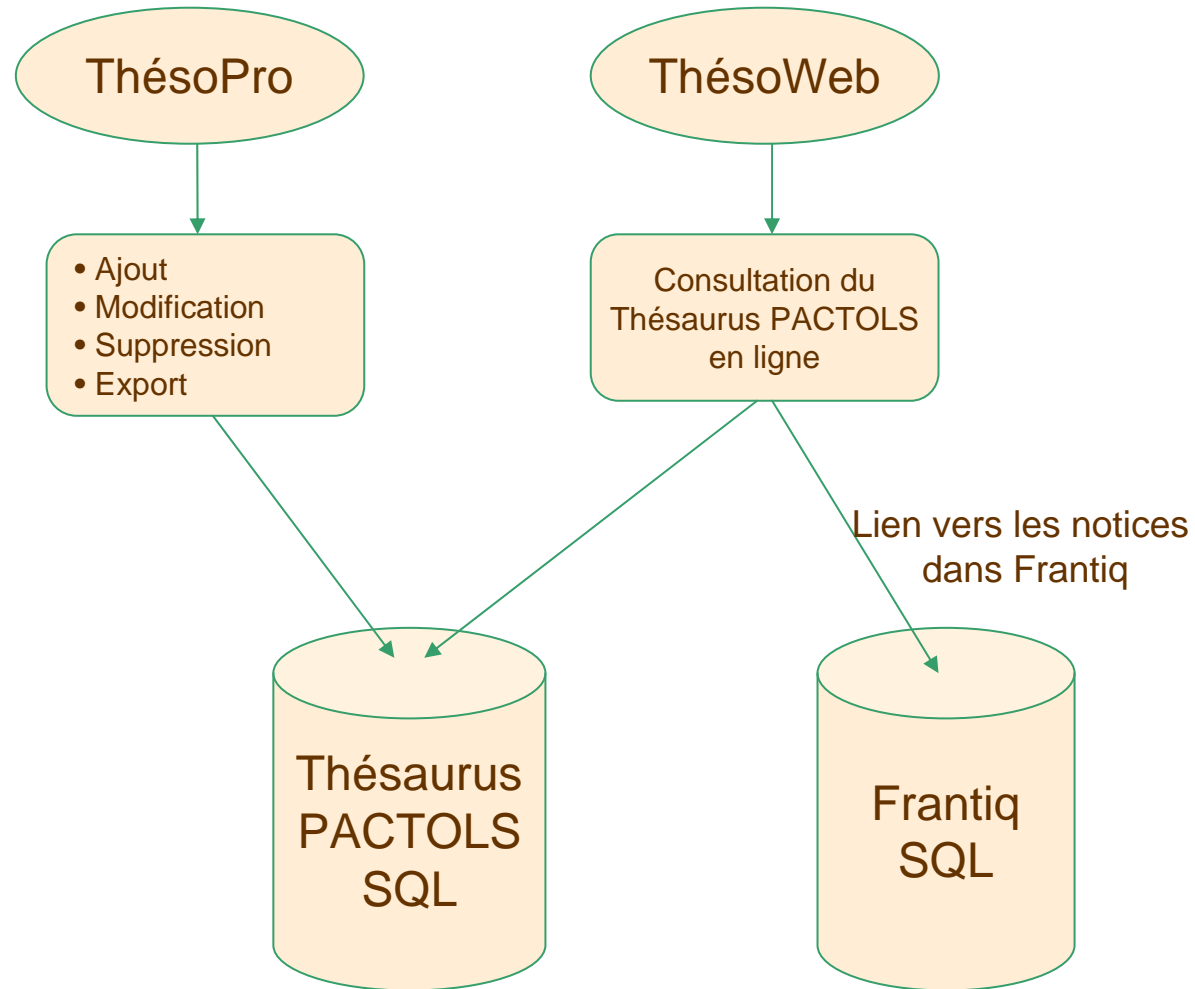 ThésoPro
ThésoWeb
• Ajout
• Modification
• Suppression
• Export
Consultation du
Thésaurus PACTOLS
en ligne
Lien vers les notices
dans Frantiq
Thésaurus
PACTOLS
SQL
Frantiq
SQL